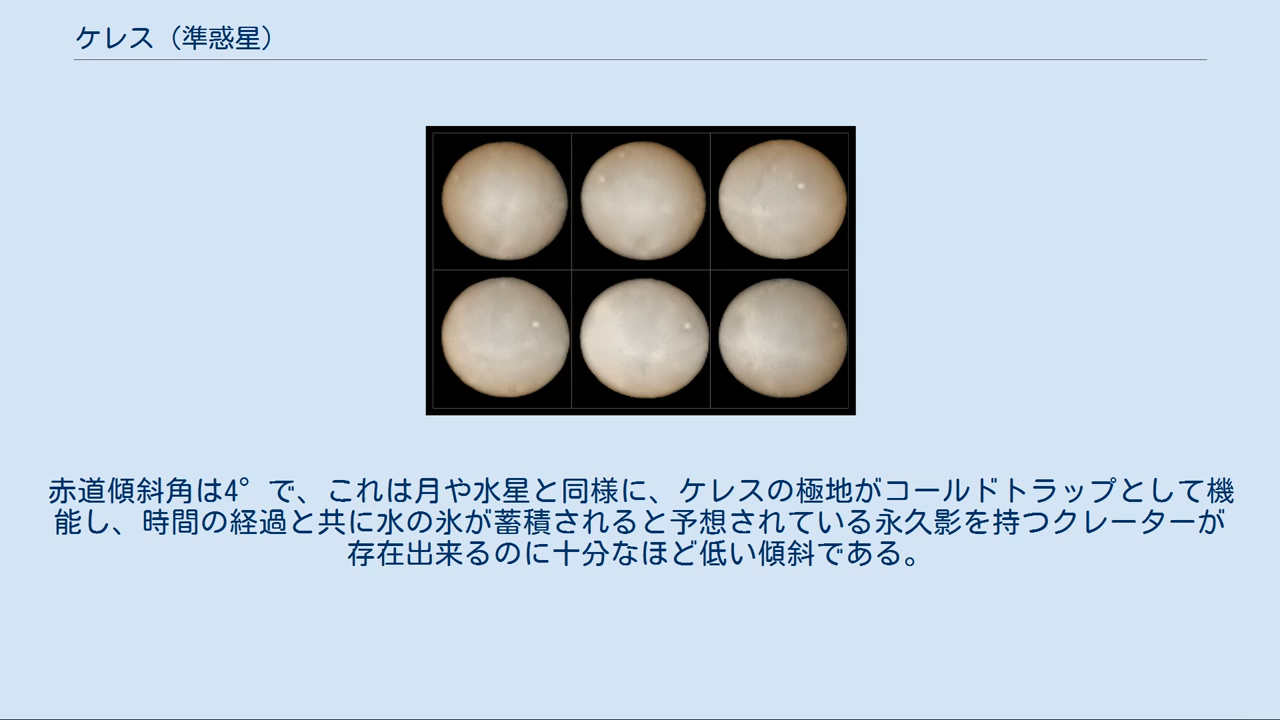 ケレス（準惑星）
赤道傾斜角は4°で、これは月や水星と同様に、ケレスの極地がコールドトラップとして機
能し、時間の経過と共に水の氷が蓄積されると予想されている永久影を持つクレーターが
存在出来るのに十分なほど低い傾斜である。